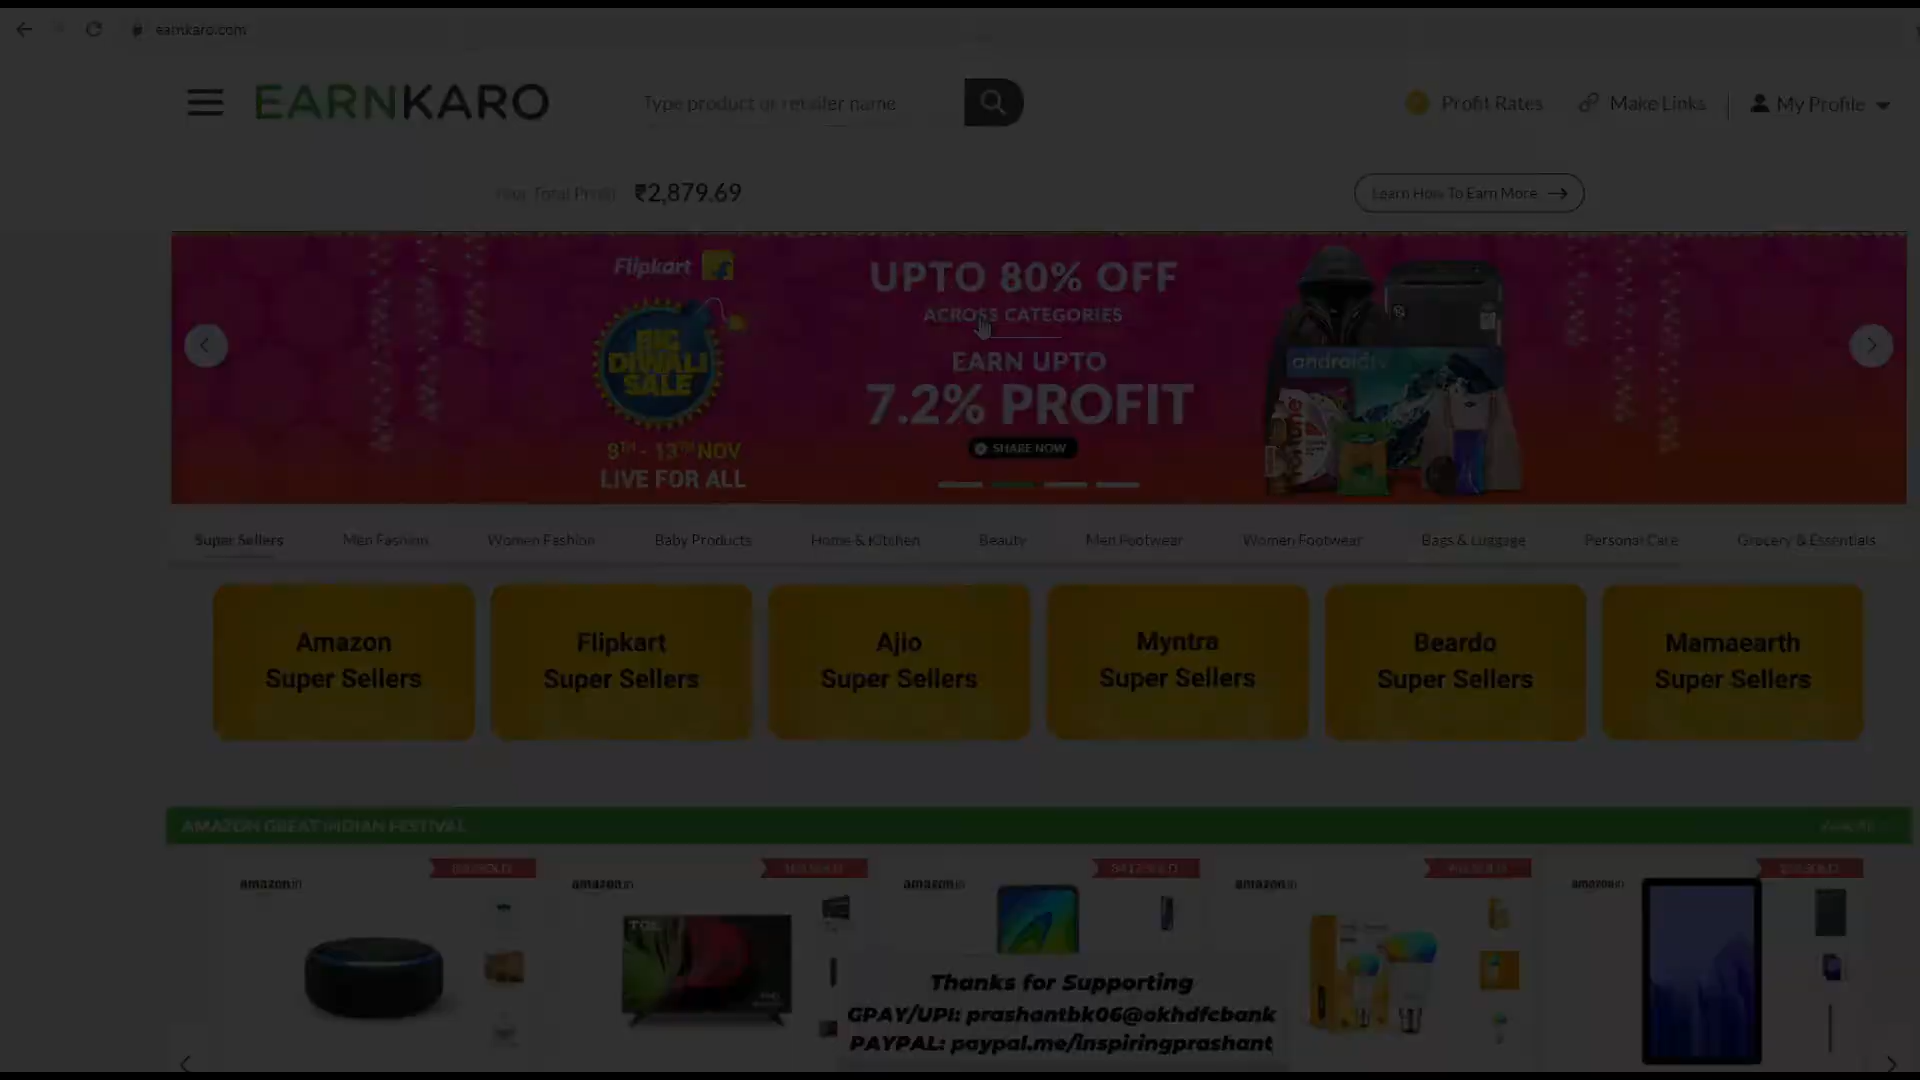 earnkaro.com
EARNKARO
Type product or retailer name
Profit Rates
Make Links
My Profile
Your Total Profit ₹2,879.69
Learn How To Earn More
Flipkart
BIG
DIWALI
SALE
8TH - 13TH NOV
LIVE FOR ALL
UPTO 80% OFF
ACROSS CATEGORIES
EARN UPTO
7.2% PROFIT
SHARE NOW
android
Super Sellers
Men Fashion
Women Fashion
Baby Products
Home & Kitchen
Beauty
Men Footwear
Women Footwear
Bags & Luggage
Personal Care
Grocery & Essentials
Amazon
Super Sellers
Flipkart
Super Sellers
Ajio
Super Sellers
Myntra
Super Sellers
Beardo
Super Sellers
Mamaearth
Super Sellers
AMAZON GREAT INDIAN FESTIVAL
amazon.in
amazon.in
amazon.in
amazon.in
amazon.in
TCL
Thanks for Supporting
GPAY/UPI: prashantbk06@okhdfcbank
PAYPAL: paypal.me/inspiringprashant